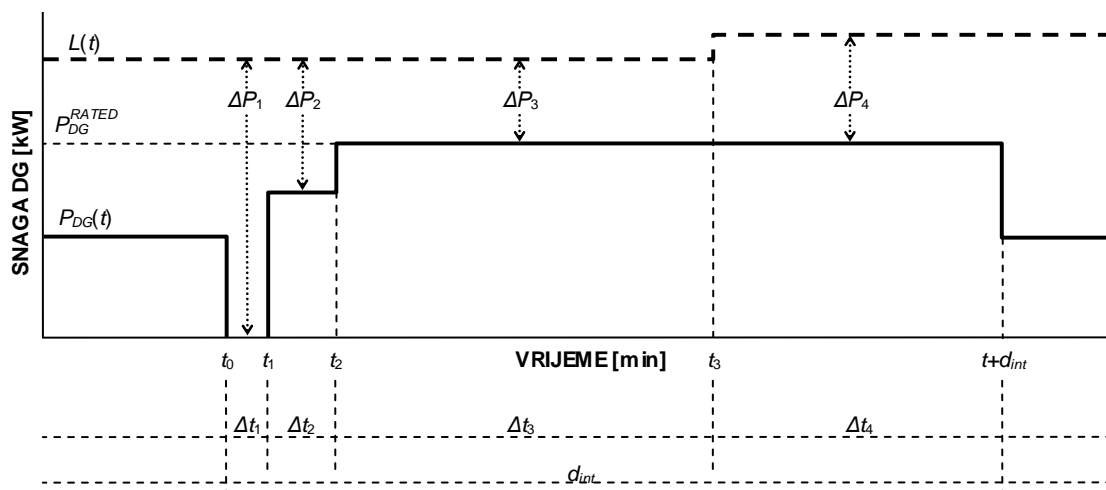 L(t)
ΔP1 ΔP2 ΔP3 ΔP4
P_DG^RATED
P_DG(t)
SNAGA DG [kW]
t0 t1 t2 VRIJEME [min] t3 t+d_int
Δt1 Δt2 Δt3 Δt4
d_int